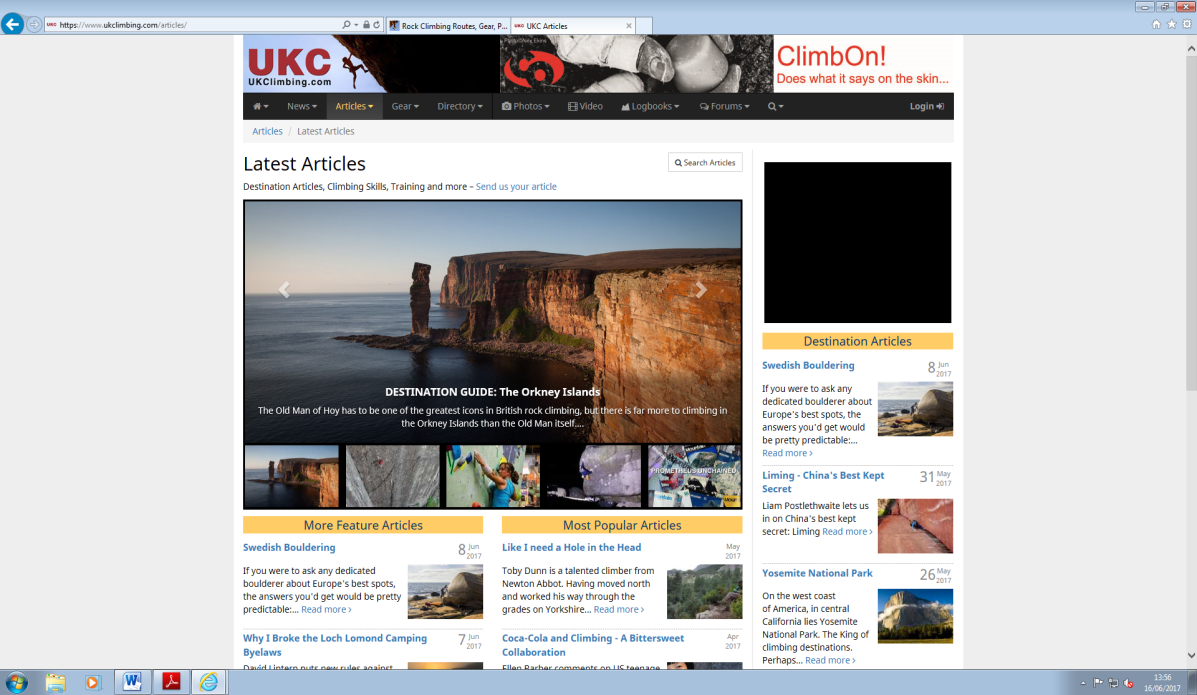 https://www.ukclimbing.com/articles/
Rock Climbing Routes, Gear, P...
UKC Articles
UKC
UKClimbing.com
ClimbOn!
Does what it says on the skin...
News
Articles
Gear
Directory
Photos
Video
Logbooks
Forums
Login
Articles / Latest Articles
Latest Articles
Search Articles
Destination Articles, Climbing Skills, Training and more – Send us your article
DESTINATION GUIDE: The Orkney Islands
The Old Man of Hoy has to be one of the greatest icons in British rock climbing, but there is far more to climbing in
the Orkney Islands than the Old Man itself....
PROMETHEUS UNCHAINED
More Feature Articles
Swedish Bouldering
8 Jun
2017
If you were to ask any dedicated
boulderer about Europe's best spots,
the answers you'd get would be pretty
predictable:... Read more ›
Why I Broke the Loch Lomond Camping
Byelaws
7 Jun
2017
David Lintern puts new rules against
Most Popular Articles
Like I need a Hole in the Head
May
2017
Toby Dunn is a talented climber from
Newton Abbot. Having moved north
and worked his way through the
grades on Yorkshire... Read more ›
Coca-Cola and Climbing - A Bittersweet
Collaboration
Apr
2017
Ellen Barber comments on US teenage
Destination Articles
Swedish Bouldering
8 Jun
2017
If you were to ask any
dedicated boulderer about
Europe's best spots, the
answers you'd get would
be pretty predictable:...
Read more ›
Liming - China's Best Kept
Secret
31 May
2017
Liam Postlethwaite lets us
in on China's best kept
secret: Liming Read more ›
Yosemite National Park
26 May
2017
On the west coast
of America, in central
California lies Yosemite
National Park. The King of
climbing destinations.
Perhaps... Read more ›
13:56
16/06/2017